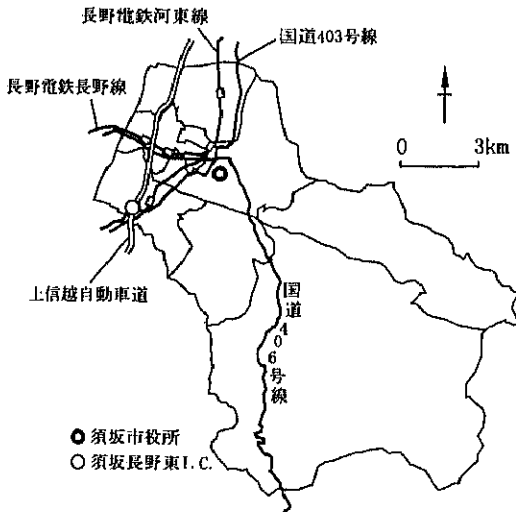 長野電鉄河東線
国道403号線
長野電鉄長野線
0 3km
上信越自動車道
国道406号線
須坂市役所
須坂長野東I.C.